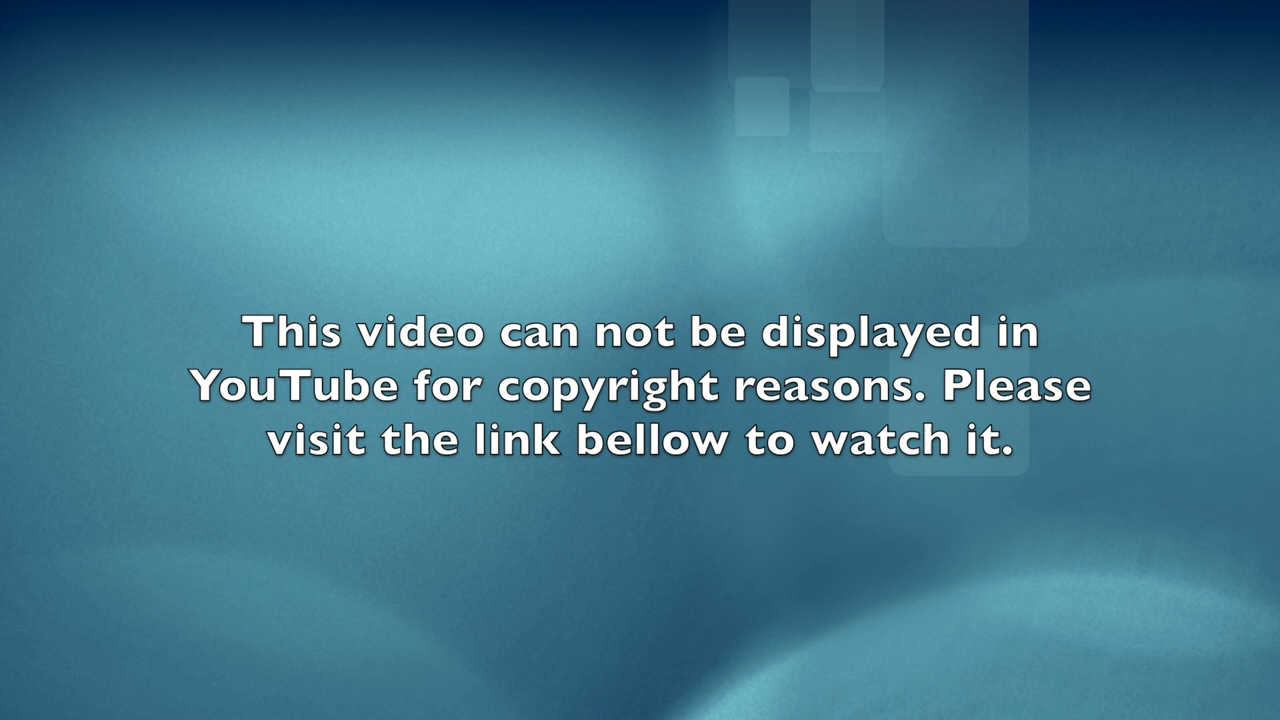 This video can not be displayed in
YouTube for copyright reasons. Please
visit the link bellow to watch it.